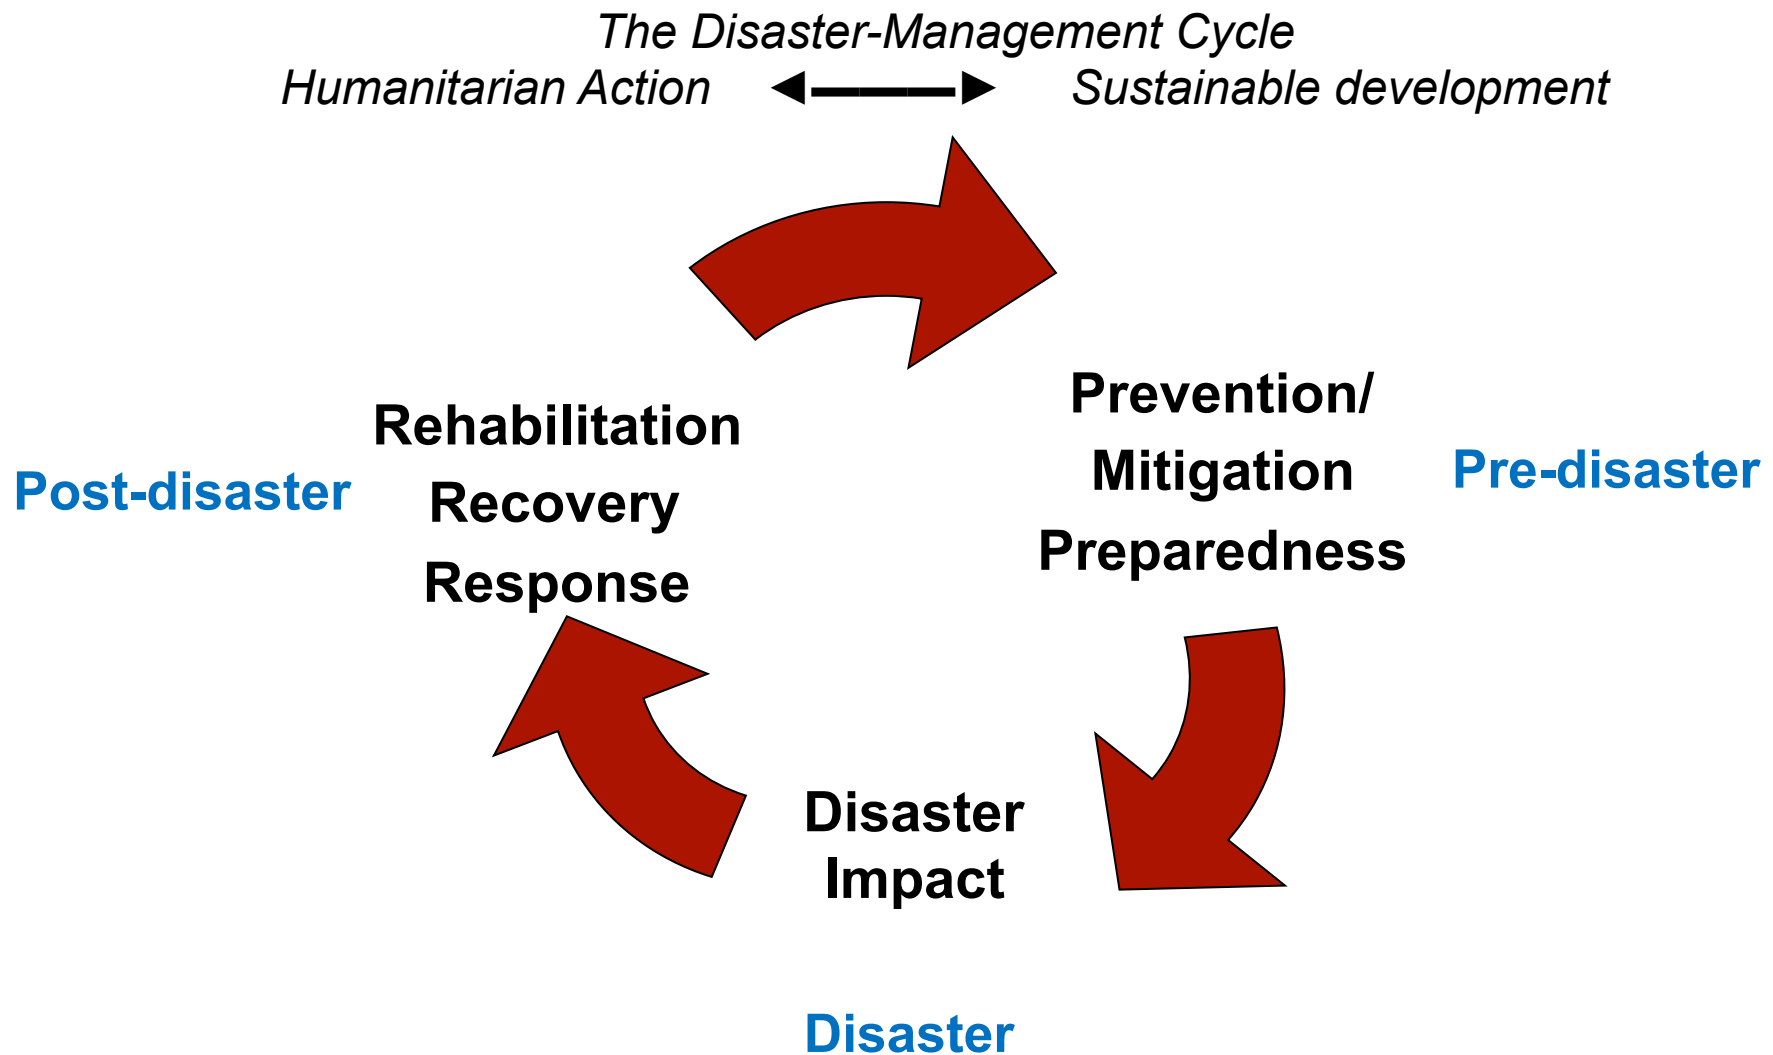 The Disaster-Management Cycle
Humanitarian Action
Sustainable development
Prevention/
Mitigation
Preparedness
Pre-disaster
Rehabilitation
Recovery
Response
Post-disaster
Disaster
Impact
Disaster